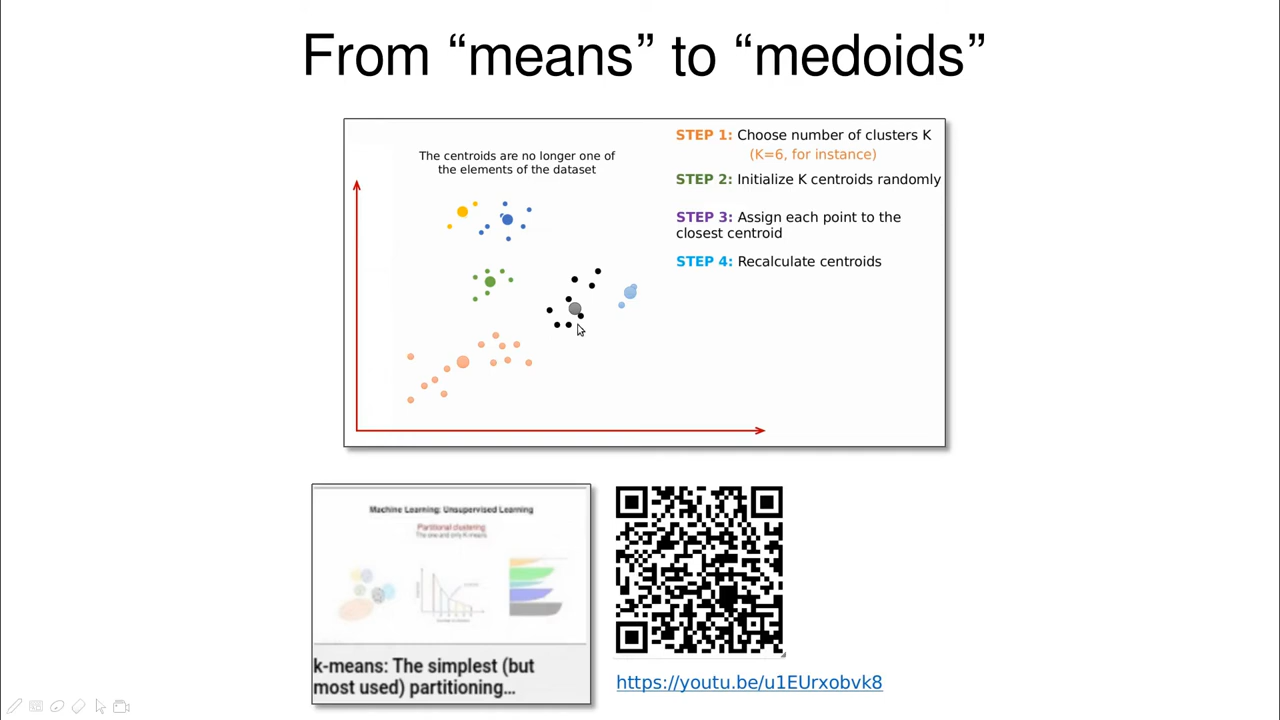 From “means” to “medoids”
The centroids are no longer one of
the elements of the dataset
STEP 1: Choose number of clusters K
(K=6, for instance)
STEP 2: Initialize K centroids randomly
STEP 3: Assign each point to the
closest centroid
STEP 4: Recalculate centroids
Machine Learning: Unsupervised Learning
Partitional clustering
The one and only K-means
k-means: The simplest (but
most used) partitioning...
https://youtu.be/u1EUrxobvk8